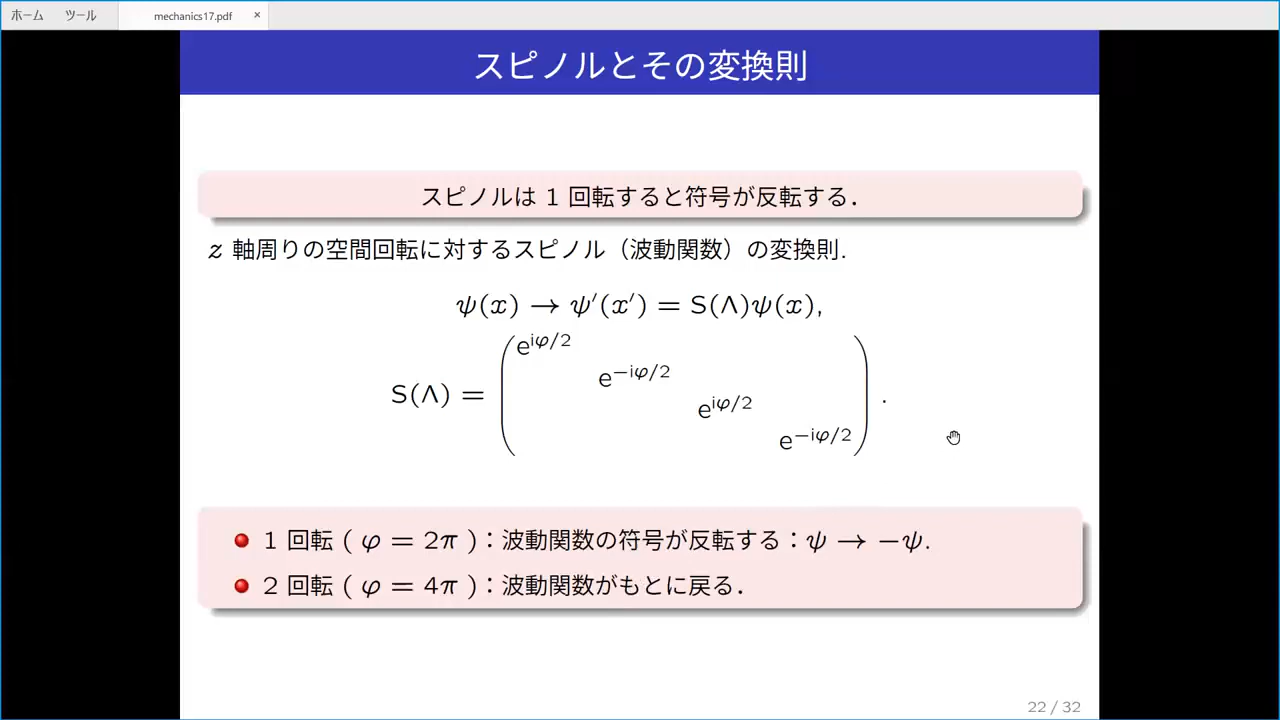 ホーム ツール mechanics17.pdf ×
スピノルとその変換則
スピノルは 1 回転すると符号が反転する．
z 軸周りの空間回転に対するスピノル（波動関数）の変換則.
ψ(x) → ψ′(x′) = S(Λ)ψ(x),
e^{iφ/2}
e^{−iφ/2}
S(Λ) = ( ) .
e^{iφ/2}
e^{−iφ/2}
1 回転 ( φ = 2π )：波動関数の符号が反転する：ψ → −ψ.
2 回転 ( φ = 4π )：波動関数がもとに戻る．
22 / 32